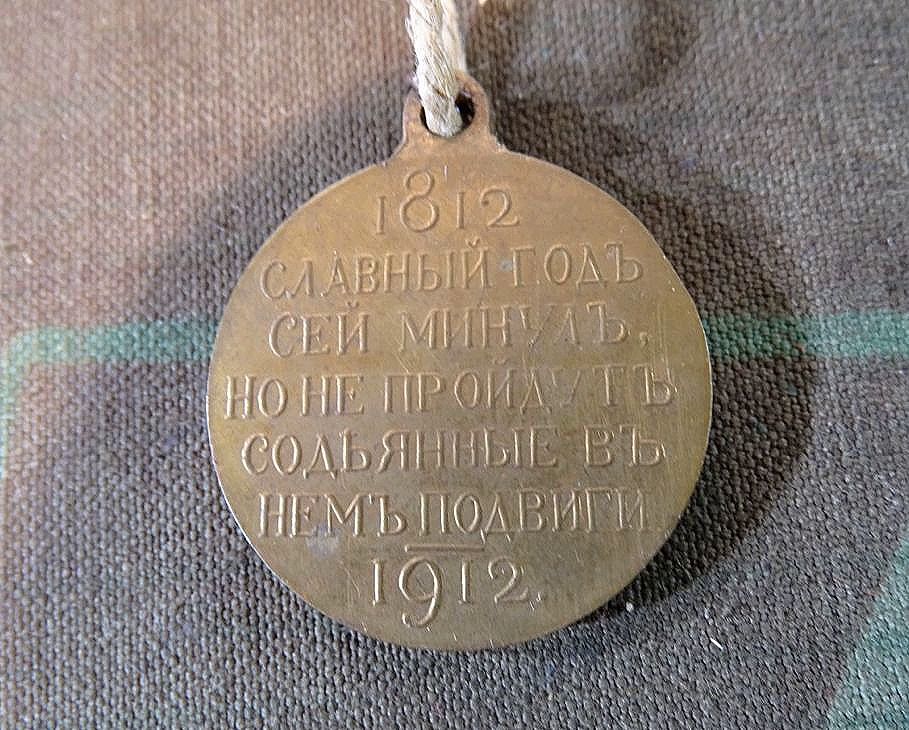 1812
СЛАВНЫЙ ГОДЪ
СЕЙ МИНУЛЪ,
НО НЕ ПРОЙДУТЪ
СОДѢЯННЫЕ ВЪ
НЕМЪ ПОДВИГИ
1912.